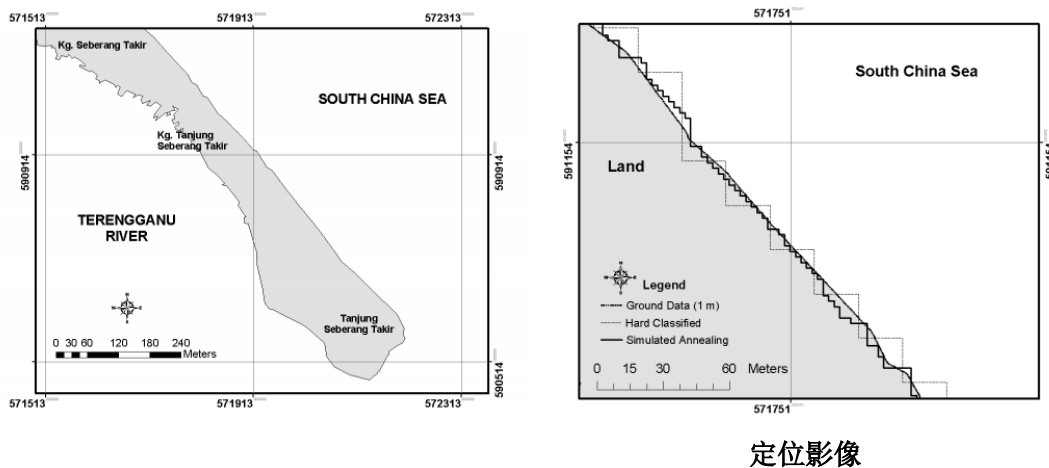 571513
571913
572313
Kg. Seberang Takir
SOUTH CHINA SEA
Kg. Tanjung
Seberang Takir
590914
590914
TERENGGANU
RIVER
N
W
E
S
Tanjung
Seberang Takir
0 30 60 120 180 240
Meters
590514
590514
571513
571913
572313
571751
South China Sea
591154
591154
Land
N
W
E
S
Legend
Ground Data (1 m)
Hard Classified
Simulated Annealing
0 15 30 60 Meters
571751
定位影像